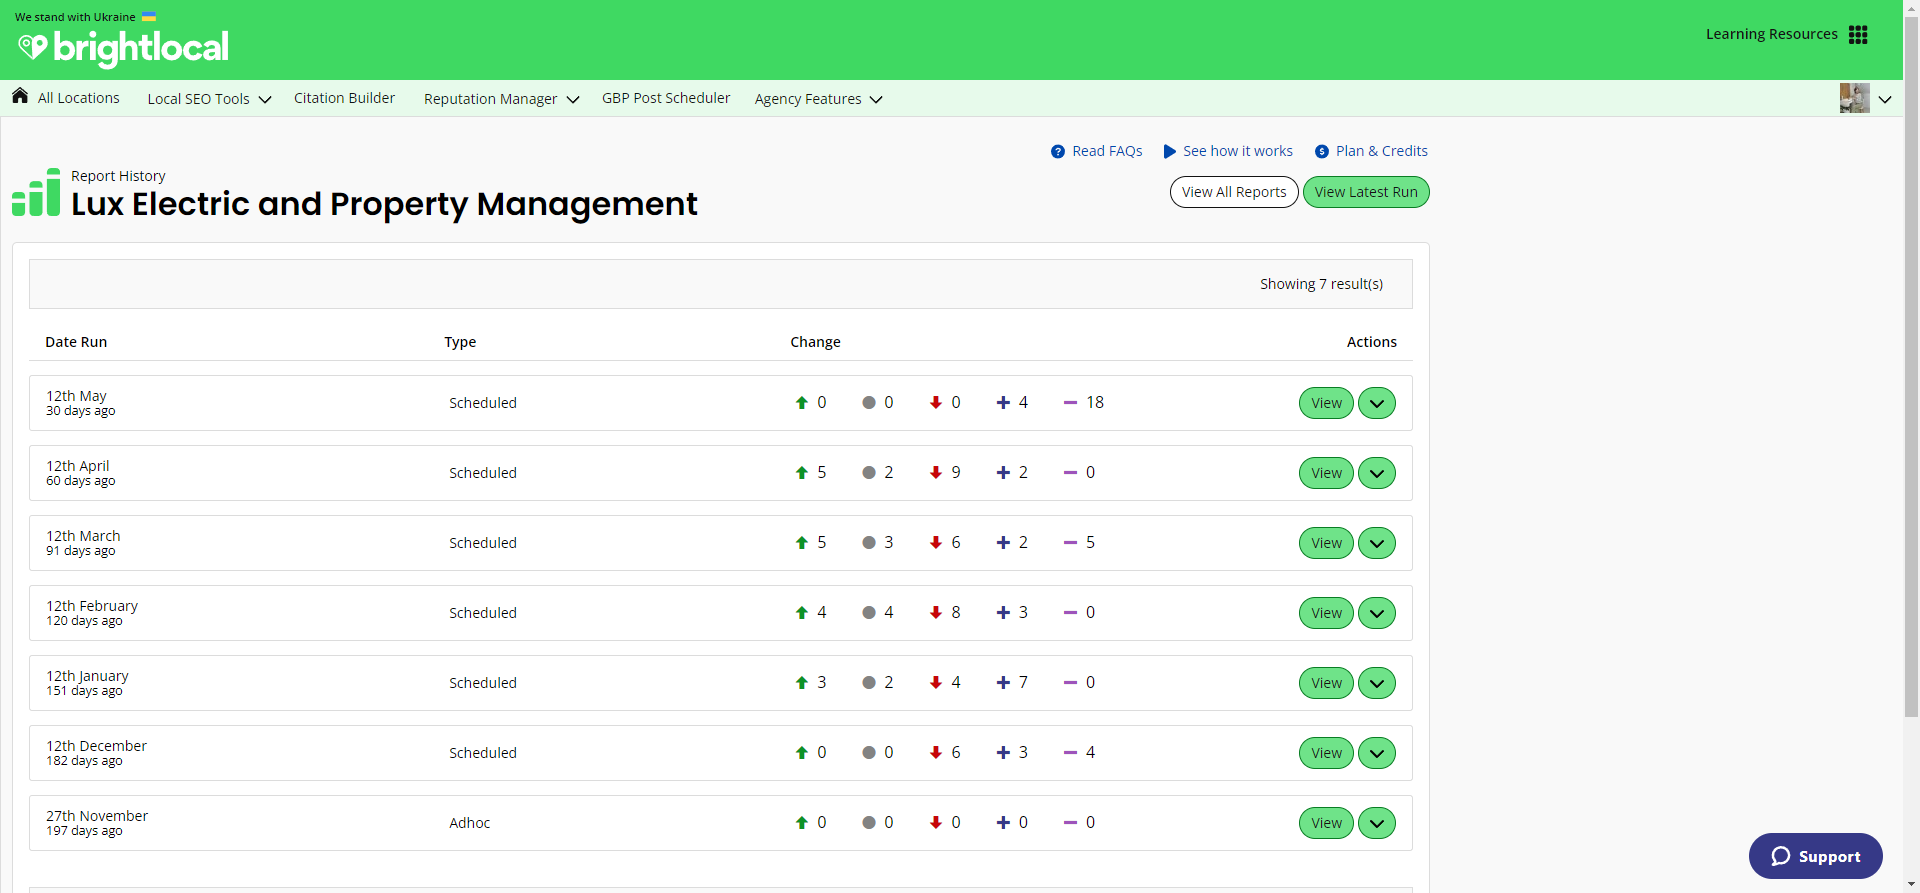 We stand with Ukraine
brightlocal
Learning Resources
All Locations
Local SEO Tools
Citation Builder
Reputation Manager
GBP Post Scheduler
Agency Features
Read FAQs
See how it works
Plan & Credits
Report History
Lux Electric and Property Management
View All Reports
View Latest Run
Showing 7 result(s)
Date Run Type Change Actions
12th May
30 days ago
Scheduled 0 0 0 4 18 View
12th April
60 days ago
Scheduled 5 2 9 2 0 View
12th March
91 days ago
Scheduled 5 3 6 2 5 View
12th February
120 days ago
Scheduled 4 4 8 3 0 View
12th January
151 days ago
Scheduled 3 2 4 7 0 View
12th December
182 days ago
Scheduled 0 0 6 3 4 View
27th November
197 days ago
Adhoc 0 0 0 0 0 View
Support